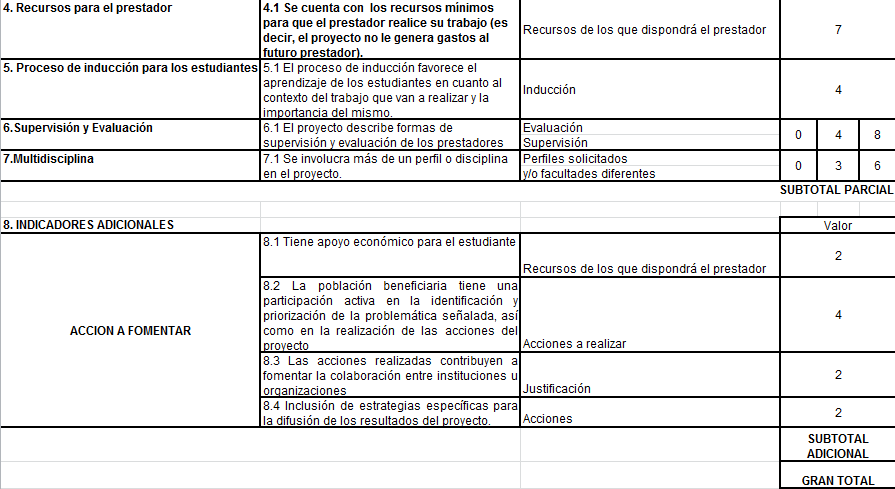 4. Recursos para el prestador
4.1 Se cuenta con los recursos mínimos
para que el prestador realice su trabajo (es
decir, el proyecto no le genera gastos al
futuro prestador).
Recursos de los que dispondrá el prestador
7
5. Proceso de inducción para los estudiantes
5.1 El proceso de inducción favorece el
aprendizaje de los estudiantes en cuanto al
contexto del trabajo que van a realizar y la
importancia del mismo.
Inducción
4
6.Supervisión y Evaluación
6.1 El proyecto describe formas de
supervisión y evaluación de los prestadores
Evaluación
Supervisión
0 4 8
7.Multidisciplina
7.1 Se involucra más de un perfil o disciplina
en el proyecto.
Perfiles solicitados
y/o facultades diferentes
0 3 6
SUBTOTAL PARCIAL
8. INDICADORES ADICIONALES
Valor
ACCION A FOMENTAR
8.1 Tiene apoyo económico para el estudiante
Recursos de los que dispondrá el prestador
2
8.2 La población beneficiaria tiene una
participación activa en la identificación y
priorización de la problemática señalada, así
como en la realización de las acciones del
proyecto
Acciones a realizar
4
8.3 Las acciones realizadas contribuyen a
fomentar la colaboración entre instituciones u
organizaciones
Justificación
2
8.4 Inclusión de estrategias específicas para
la difusión de los resultados del proyecto.
Acciones
2
SUBTOTAL
ADICIONAL
GRAN TOTAL